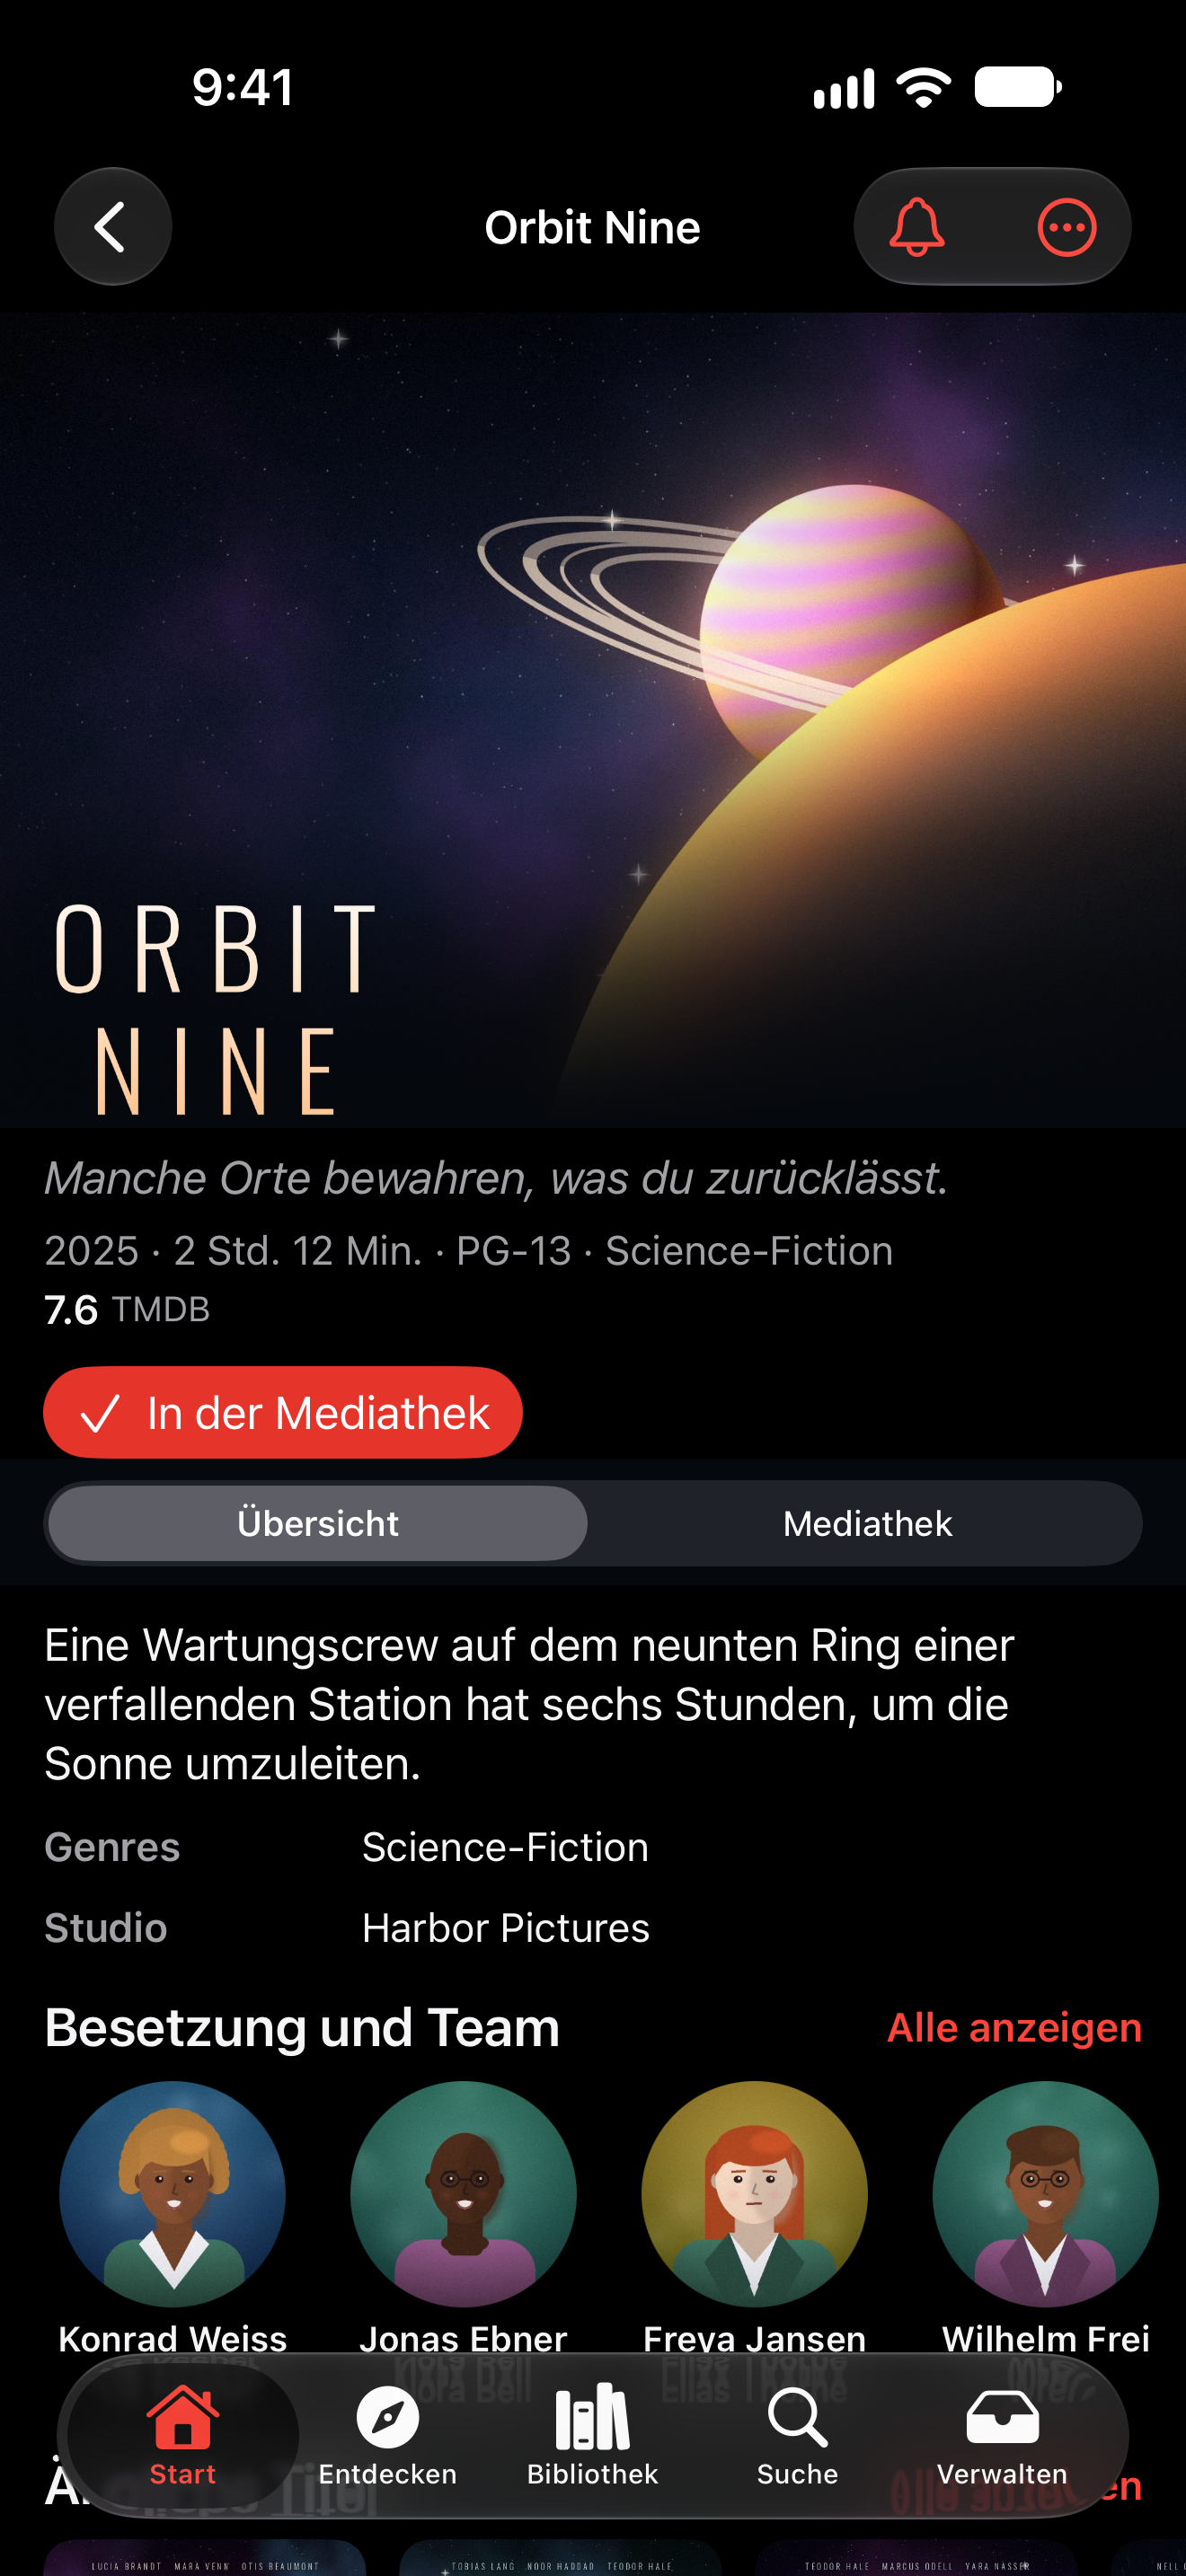 9:41
Orbit Nine
ORBIT
NINE
Manche Orte bewahren, was du zurücklässt.
2025 · 2 Std. 12 Min. · PG-13 · Science-Fiction
7.6 TMDB
In der Mediathek
Übersicht Mediathek
Eine Wartungscrew auf dem neunten Ring einer
verfallenden Station hat sechs Stunden, um die
Sonne umzuleiten.
Genres Science-Fiction
Studio Harbor Pictures
Besetzung und Team Alle anzeigen
Konrad Weiss Jonas Ebner Freya Jansen Wilhelm Frei
Start Entdecken Bibliothek Suche Verwalten
LUCIA BRANDT MARA VENN OTIS BEAUMONT TOBIAS LANG NOOR HADDAD TEODOR HALE TEODOR HALE MARCUS ODELL YARA NASSER